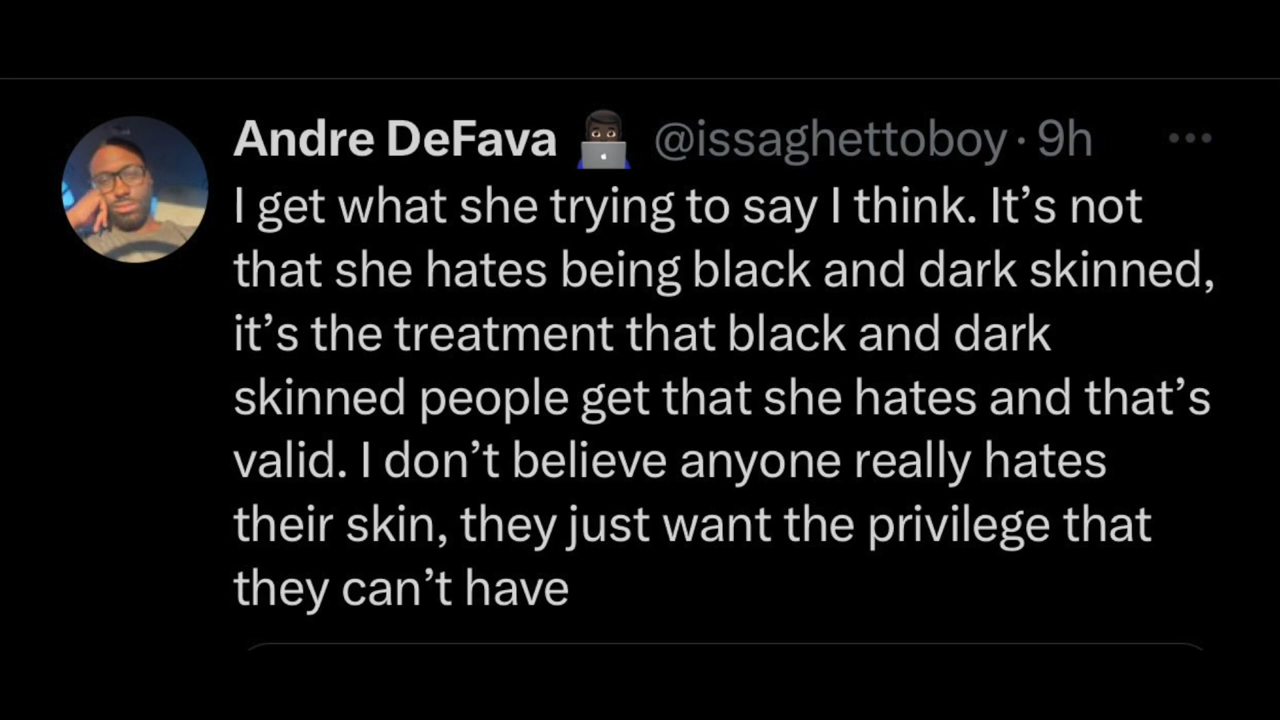 Andre DeFava 👨🏿‍💻 @issaghettoboy · 9h ...
I get what she trying to say I think. It’s not
that she hates being black and dark skinned,
it’s the treatment that black and dark
skinned people get that she hates and that’s
valid. I don’t believe anyone really hates
their skin, they just want the privilege that
they can’t have